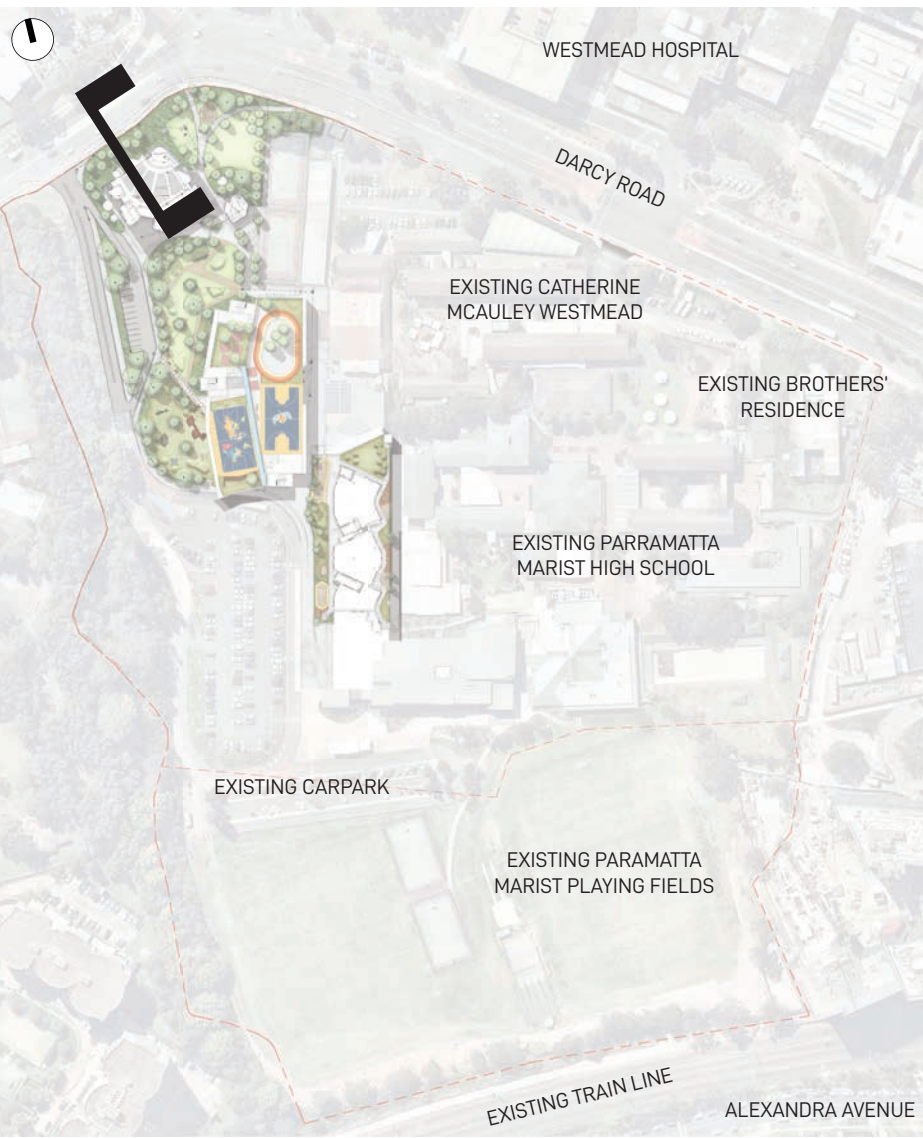 WESTMEAD HOSPITAL
DARCY ROAD
EXISTING CATHERINE
MCAULEY WESTMEAD
EXISTING BROTHERS'
RESIDENCE
EXISTING PARRAMATTA
MARIST HIGH SCHOOL
EXISTING CARPARK
EXISTING PARAMATTA
MARIST PLAYING FIELDS
EXISTING TRAIN LINE
ALEXANDRA AVENUE